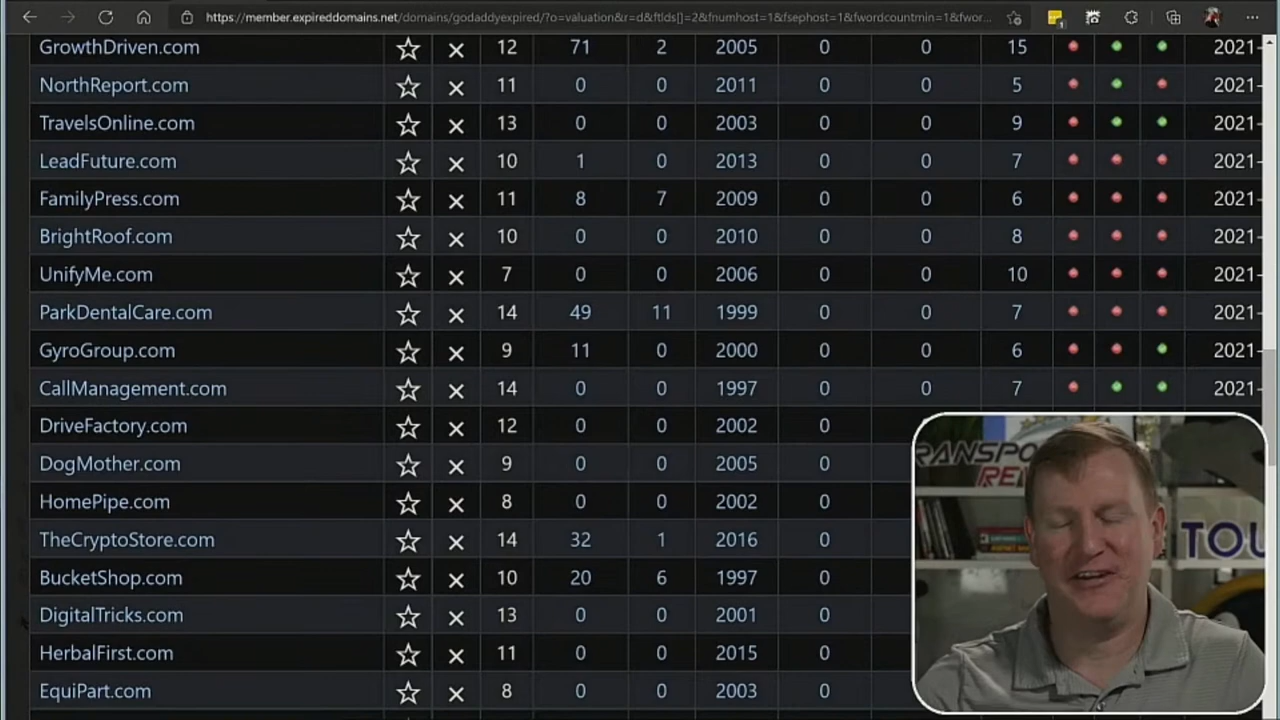 https://member.expireddomains.net/domains/godaddyexpired/?o=valuation&r=d&ftlds[]=2&fnumhost=1&fsephost=1&fwordcountmin=1&fwor...
1
GrowthDriven.com 12 71 2 2005 0 0 15 2021-
NorthReport.com 11 0 0 2011 0 0 5 2021-
TravelsOnline.com 13 0 0 2003 0 0 9 2021-
LeadFuture.com 10 1 0 2013 0 0 7 2021-
FamilyPress.com 11 8 7 2009 0 0 6 2021-
BrightRoof.com 10 0 0 2010 0 0 8 2021-
UnifyMe.com 7 0 0 2006 0 0 10 2021-
ParkDentalCare.com 14 49 11 1999 0 0 7 2021-
GyroGroup.com 9 11 0 2000 0 0 6 2021-
CallManagement.com 14 0 0 1997 0 0 7 2021-
DriveFactory.com 12 0 0 2002 0
DogMother.com 9 0 0 2005 0
HomePipe.com 8 0 0 2002 0
TheCryptoStore.com 14 32 1 2016 0
BucketShop.com 10 20 6 1997 0
DigitalTricks.com 13 0 0 2001 0
HerbalFirst.com 11 0 0 2015 0
EquiPart.com 8 0 0 2003 0
RANSPO
RE
TOU